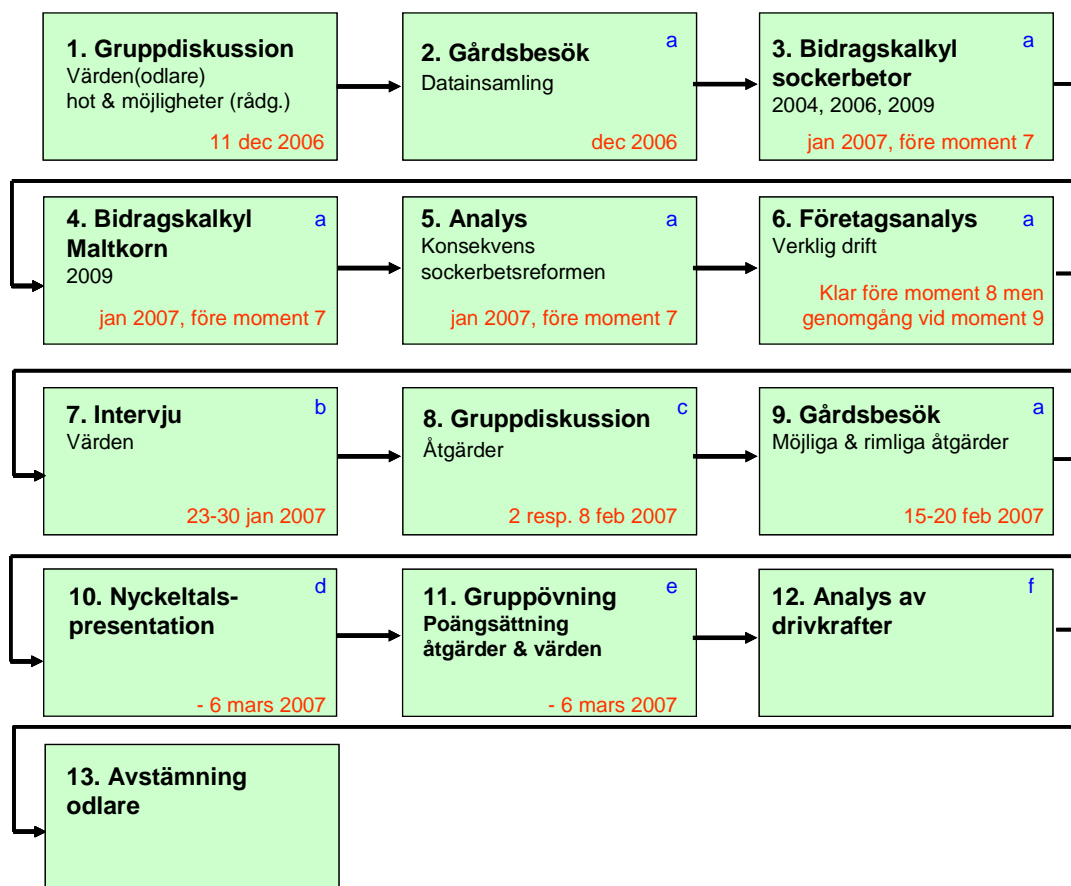 1. Gruppdiskussion
Värden(odlare)
hot & möjligheter (rådg.)
11 dec 2006
a
2. Gårdsbesök
Datainsamling
dec 2006
a
3. Bidragskalkyl
sockerbetor
2004, 2006, 2009
jan 2007, före moment 7
a
4. Bidragskalkyl
Maltkorn
2009
jan 2007, före moment 7
a
5. Analys
Konsekvens
sockerbetsreformen
jan 2007, före moment 7
a
6. Företagsanalys
Verklig drift
Klar före moment 8 men
genomgång vid moment 9
b
7. Intervju
Värden
23-30 jan 2007
c
8. Gruppdiskussion
Åtgärder
2 resp. 8 feb 2007
a
9. Gårdsbesök
Möjliga & rimliga åtgärder
15-20 feb 2007
d
10. Nyckeltals-
presentation
- 6 mars 2007
e
11. Gruppövning
Poängsättning
åtgärder & värden
- 6 mars 2007
f
12. Analys av
drivkrafter
13. Avstämning
odlare